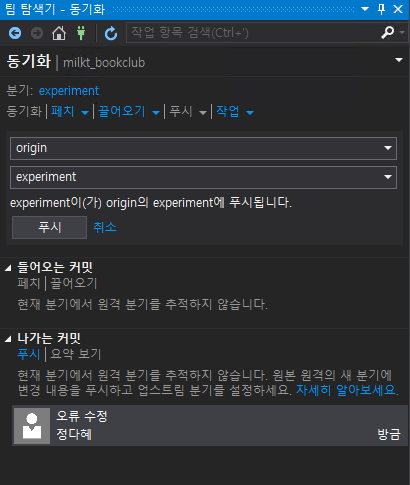 팀 탐색기 - 동기화
작업 항목 검색(Ctrl+')
동기화 | milkt_bookclub
분기: experiment
동기화 | 페치 | 끌어오기 | 푸시 | 작업
origin
experiment
experiment이(가) origin의 experiment에 푸시됩니다.
푸시 취소
들어오는 커밋
페치 | 끌어오기
현재 분기에서 원격 분기를 추적하지 않습니다.
나가는 커밋
푸시 | 요약 보기
현재 분기에서 원격 분기를 추적하지 않습니다. 원본 원격의 새 분기에
변경 내용을 푸시하고 업스트림 분기를 설정하세요. 자세히 알아보세요.
오류 수정
정다혜 방금